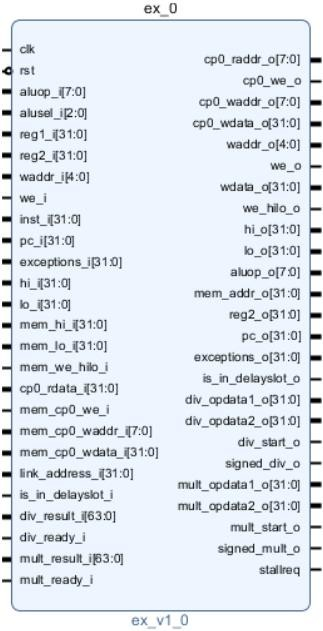 ex_0
clk
rst
aluop_i[7:0]
alusel_i[2:0]
reg1_i[31:0]
reg2_i[31:0]
waddr_i[4:0]
we_i
inst_i[31:0]
pc_i[31:0]
exceptions_i[31:0]
hi_i[31:0]
lo_i[31:0]
mem_hi_i[31:0]
mem_lo_i[31:0]
mem_we_hilo_i
cp0_rdata_i[31:0]
mem_cp0_we_i
mem_cp0_waddr_i[7:0]
mem_cp0_wdata_i[31:0]
link_address_i[31:0]
is_in_delayslot_i
div_result_i[63:0]
div_ready_i
mult_result_i[63:0]
mult_ready_i
cp0_raddr_o[7:0]
cp0_we_o
cp0_waddr_o[7:0]
cp0_wdata_o[31:0]
waddr_o[4:0]
we_o
wdata_o[31:0]
we_hilo_o
hi_o[31:0]
lo_o[31:0]
aluop_o[7:0]
mem_addr_o[31:0]
reg2_o[31:0]
pc_o[31:0]
exceptions_o[31:0]
is_in_delayslot_o
div_opdata1_o[31:0]
div_opdata2_o[31:0]
div_start_o
signed_div_o
mult_opdata1_o[31:0]
mult_opdata2_o[31:0]
mult_start_o
signed_mult_o
stallreq
ex_v1_0